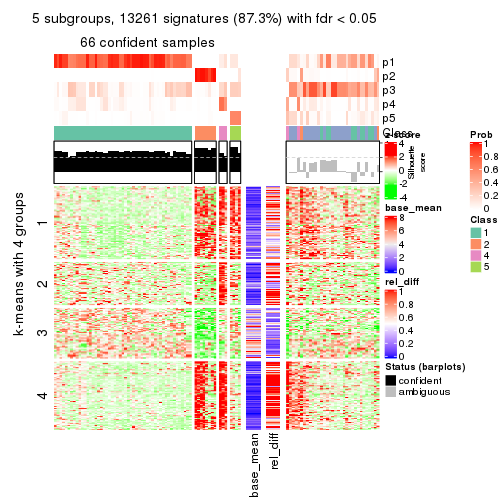 5 subgroups, 13261 signatures (87.3%) with fdr < 0.05
66 confident samples
p1
p2
p3
p4
p5
Class
k-means with 4 groups
1
2
3
4
base_mean
rel_diff
z-score
4
2
0
-2
-4
Silhouette
score
base_mean
8
6
4
2
0
rel_diff
1
0.8
0.6
0.4
0.2
0
Status (barplots)
confident
ambiguous
Prob
1
0.8
0.6
0.4
0.2
0
Class
1
2
4
5